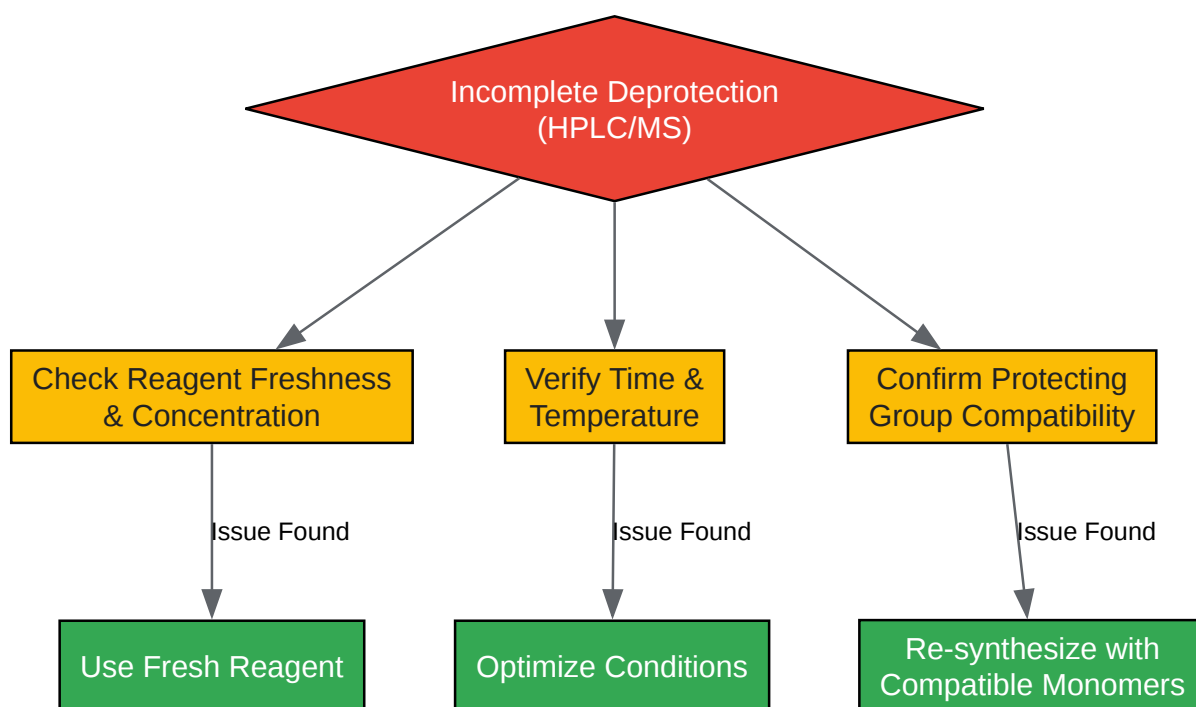 Incomplete Deprotection
(HPLC/MS)
Check Reagent Freshness
& Concentration
Verify Time &
Temperature
Confirm Protecting
Group Compatibility
Issue Found
Issue Found
Issue Found
Use Fresh Reagent
Optimize Conditions
Re-synthesize with
Compatible Monomers